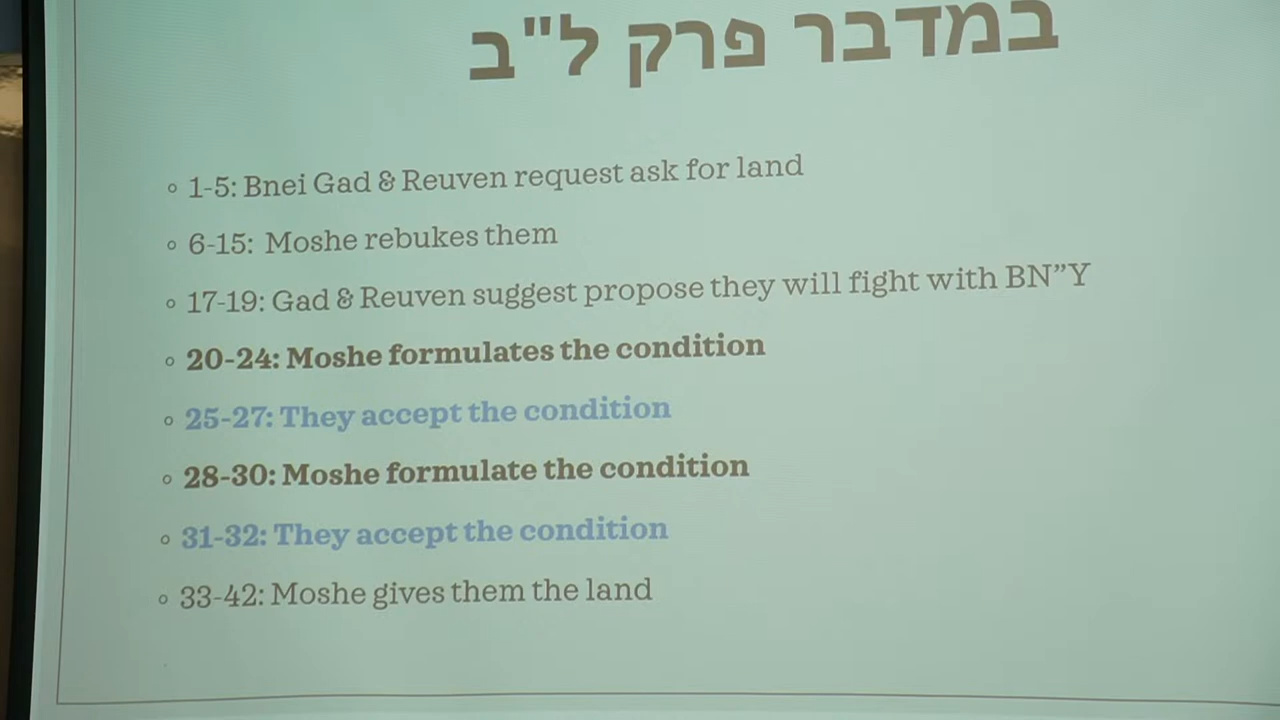 במדבר פרק ל"ב
1-5: Bnei Gad & Reuven request ask for land
6-15: Moshe rebukes them
17-19: Gad & Reuven suggest propose they will fight with BN”Y
20-24: Moshe formulates the condition
25-27: They accept the condition
28-30: Moshe formulate the condition
31-32: They accept the condition
33-42: Moshe gives them the land